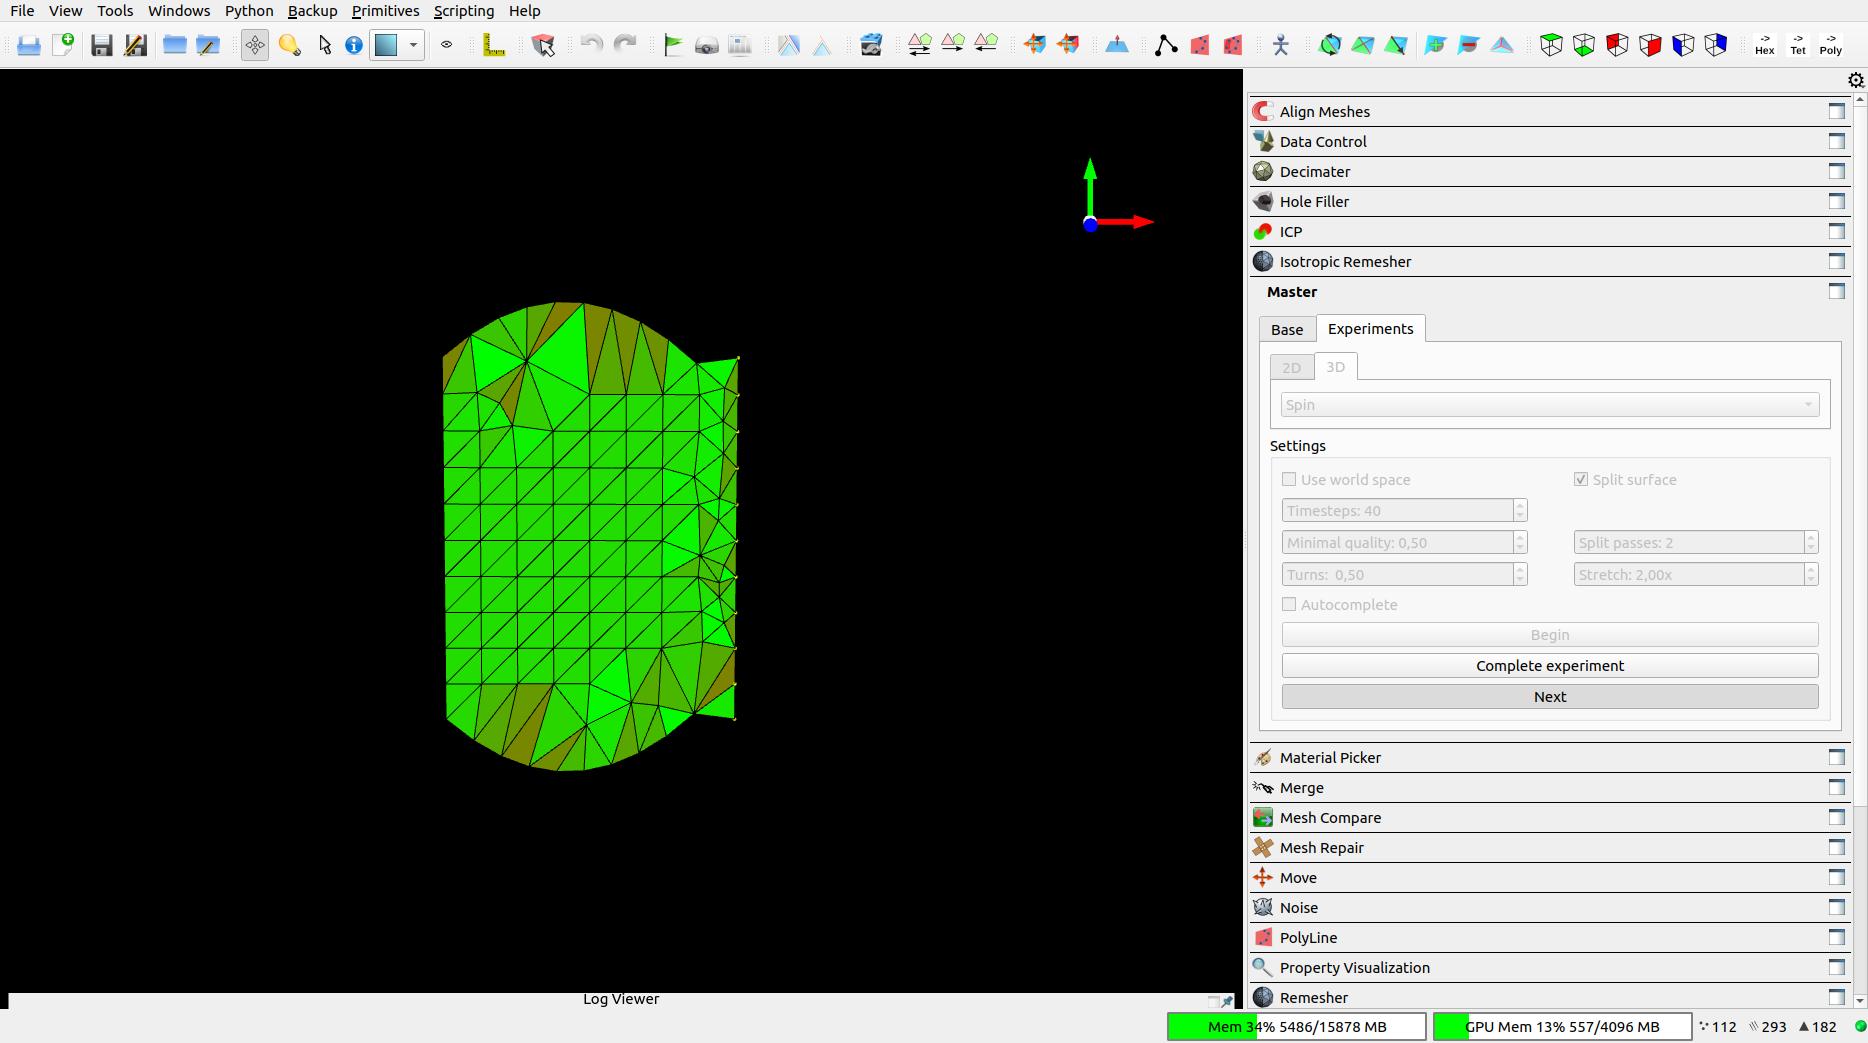 File View Tools Windows Python Backup Primitives Scripting Help
-> Hex -> Tet -> Poly
Align Meshes
Data Control
Decimater
Hole Filler
ICP
Isotropic Remesher
Master
Base Experiments
2D 3D
Spin
Settings
Use world space Split surface
Timesteps: 40
Minimal quality: 0,50 Split passes: 2
Turns: 0,50 Stretch: 2,00x
Autocomplete
Begin
Complete experiment
Next
Material Picker
Merge
Mesh Compare
Mesh Repair
Move
Noise
PolyLine
Property Visualization
Remesher
Log Viewer
Mem 34% 5486/15878 MB GPU Mem 13% 557/4096 MB 112 293 182